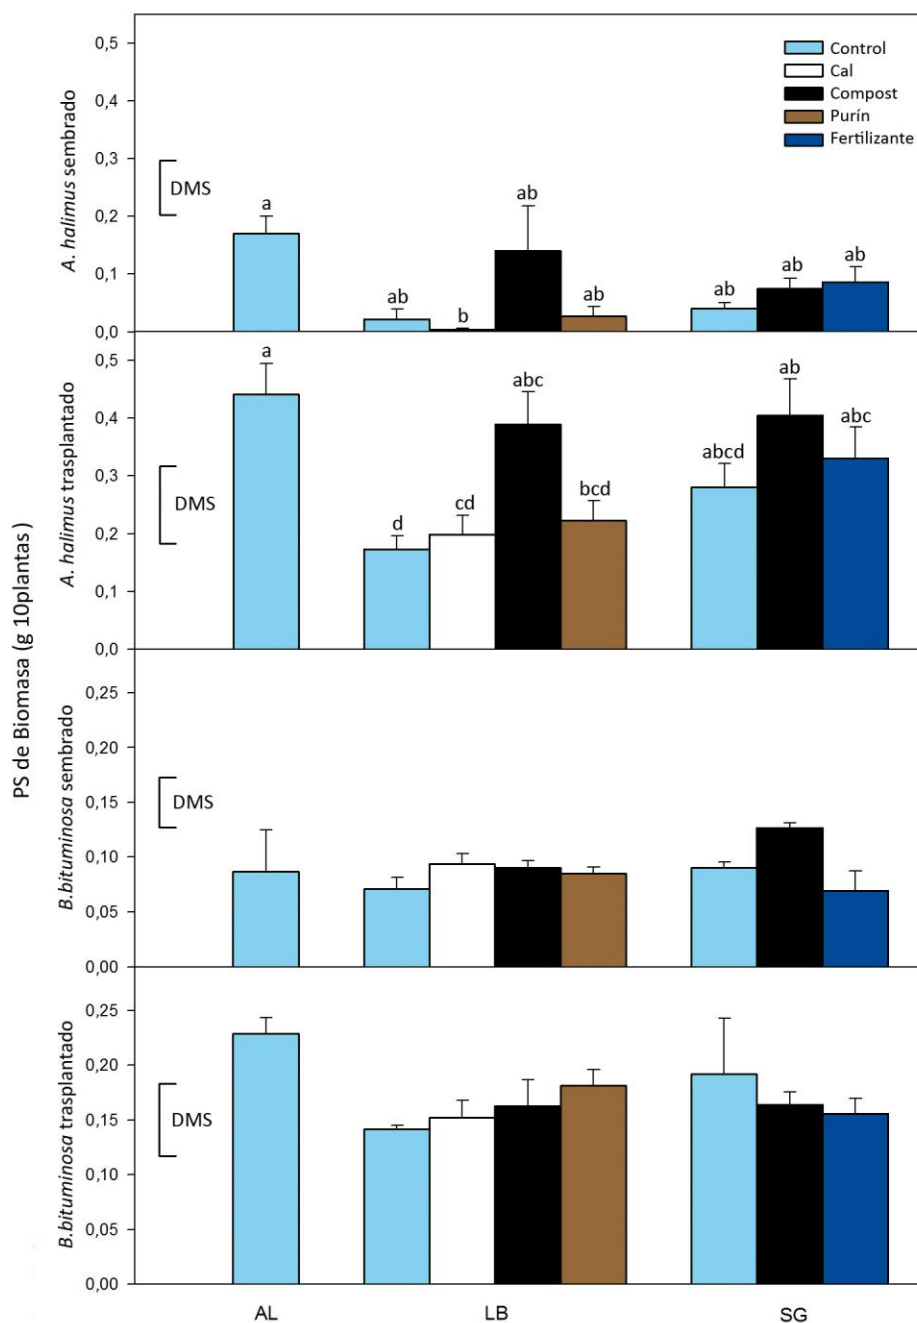 PS de Biomasa (g 10plantas )
A. halimus sembrado
0,5
0,4
0,3
0,2
0,1
0,0
DMS
Control
Cal
Compost
Purín
Fertilizante
a
ab
b
ab
ab
ab
ab
ab
A. halimus trasplantado
0,5
0,4
0,3
0,2
0,1
0,0
DMS
a
d
cd
abc
bcd
abcd
ab
abc
B.bituminosa sembrado
0,25
0,20
0,15
0,10
0,05
0,00
DMS
B.bituminosa trasplantado
0,25
0,20
0,15
0,10
0,05
0,00
DMS
AL
LB
SG